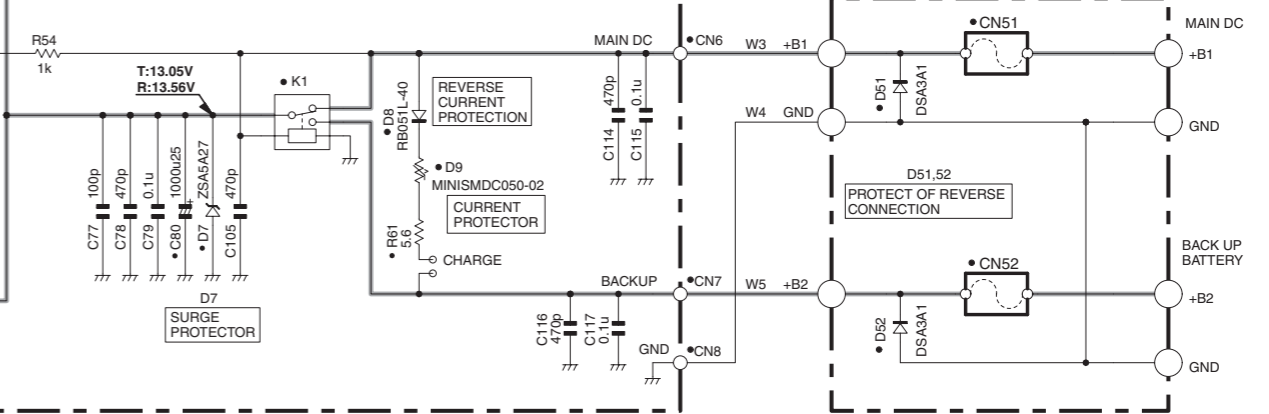 R54
1k
T:13.05V
R:13.56V
K1
C77
100p
C78
470p
C79
0.1u
C80
1000u25
+
D7
ZSA5A27
C105
470p
D7
SURGE
PROTECTOR
D8
RB051L-40
REVERSE
CURRENT
PROTECTION
D9
MINISMDC050-02
CURRENT
PROTECTOR
R61
5.6
CHARGE
MAIN DC
C114
470p
C115
0.1u
BACKUP
C116
470p
C117
0.1u
CN6
CN7
GND
CN8
W3
+B1
W4
GND
W5
+B2
CN51
D51
DSA3A1
D51,52
PROTECT OF REVERSE
CONNECTION
CN52
D52
DSA3A1
MAIN DC
+B1
GND
BACK UP
BATTERY
+B2
GND